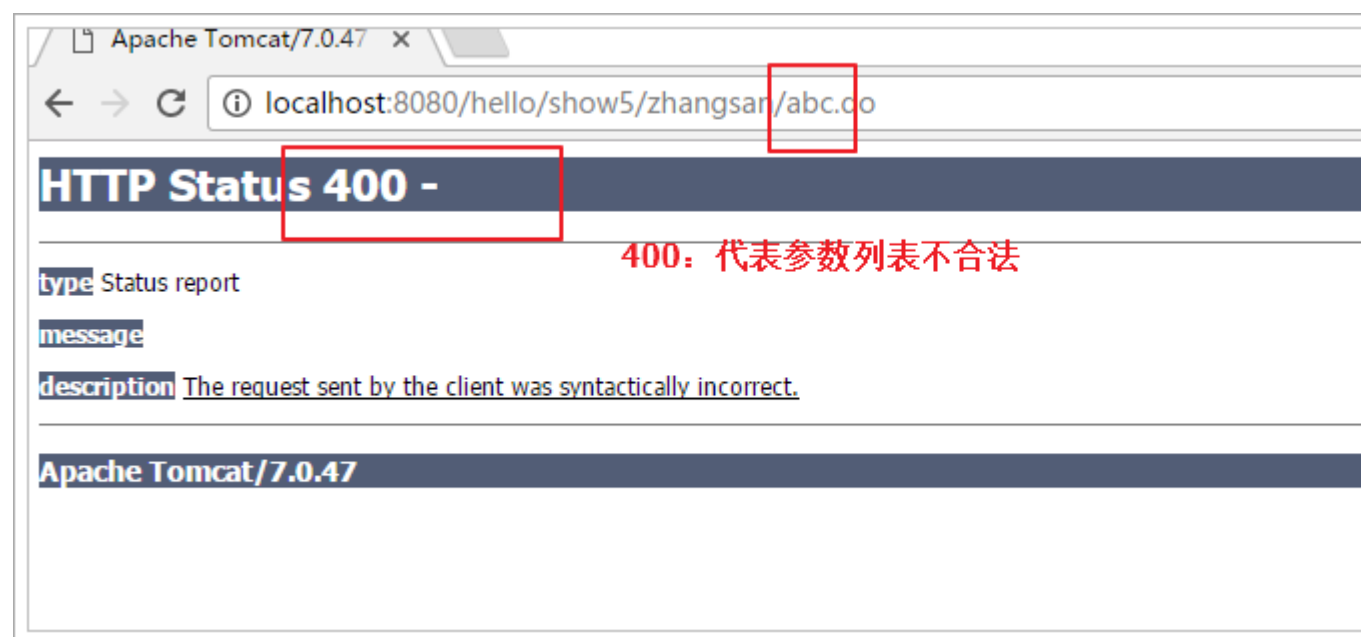 Apache Tomcat/7.0.47
localhost:8080/hello/show5/zhangsan/abc.do
HTTP Status 400 -
400：代表参数列表不合法
type Status report
message
description The request sent by the client was syntactically incorrect.
Apache Tomcat/7.0.47